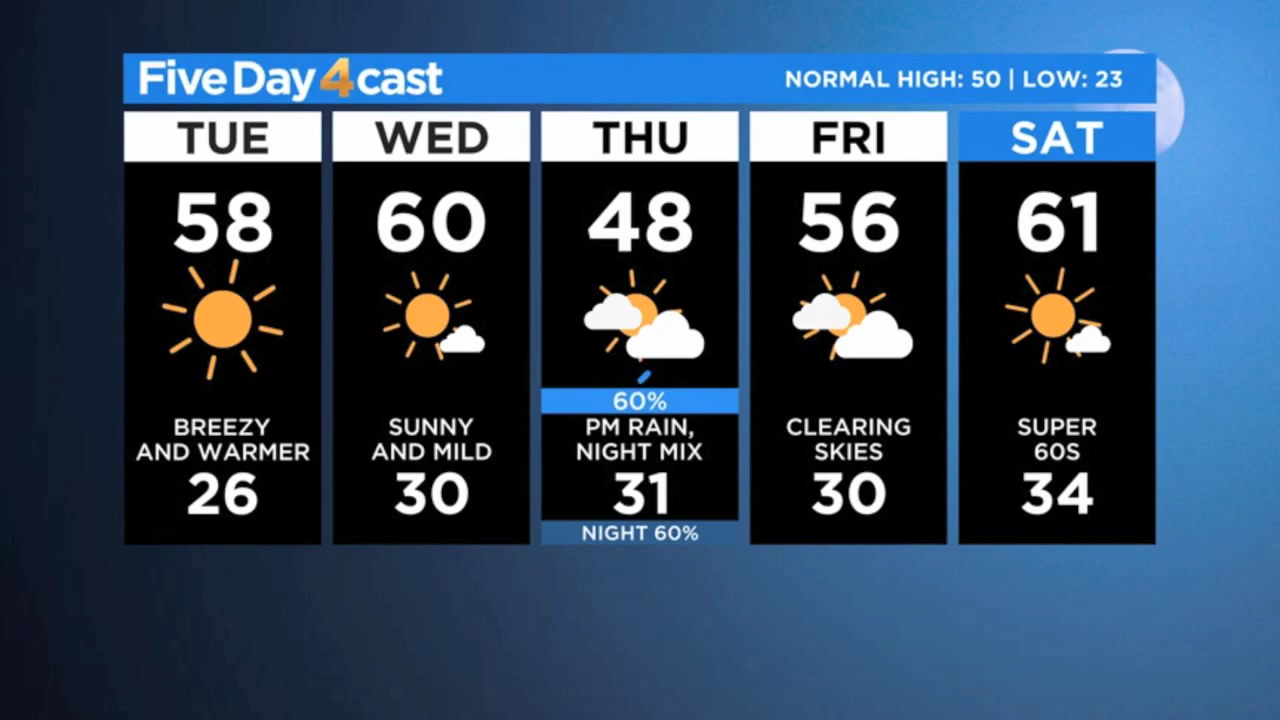 Five Day 4cast
NORMAL HIGH: 50 | LOW: 23
TUE
58
BREEZY
AND WARMER
26
WED
60
SUNNY
AND MILD
30
THU
48
60%
PM RAIN,
NIGHT MIX
31
NIGHT 60%
FRI
56
CLEARING
SKIES
30
SAT
61
SUPER
60S
34